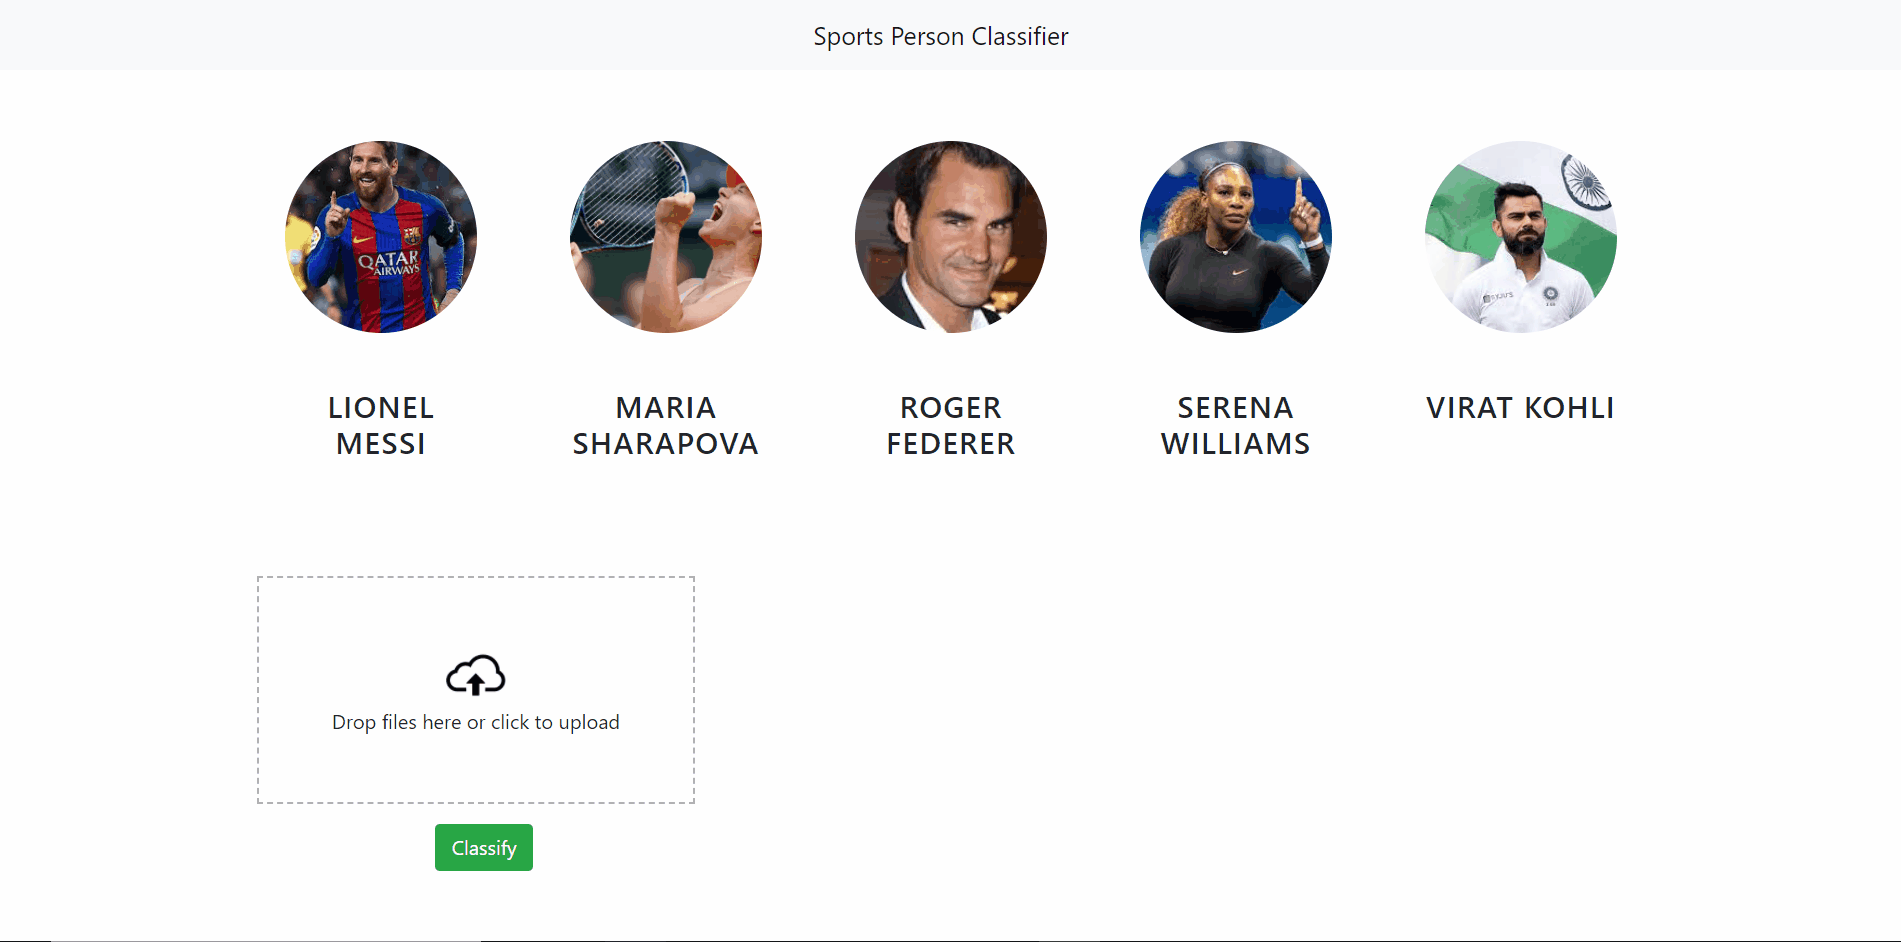 Sports Person Classifier
QATAR
AIRWAYS
BYJU'S
LIONEL
MESSI
MARIA
SHARAPOVA
ROGER
FEDERER
SERENA
WILLIAMS
VIRAT KOHLI
Drop files here or click to upload
Classify